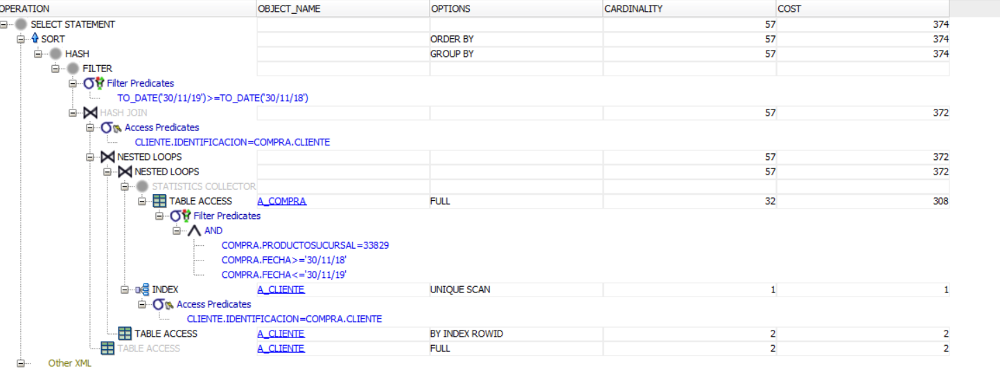 OPERATION OBJECT_NAME OPTIONS CARDINALITY COST
SELECT STATEMENT 57 374
SORT ORDER BY 57 374
HASH GROUP BY 57 374
FILTER
Filter Predicates
TO_DATE('30/11/19')>=TO_DATE('30/11/18')
HASH JOIN 57 372
Access Predicates
CLIENTE.IDENTIFICACION=COMPRA.CLIENTE
NESTED LOOPS 57 372
NESTED LOOPS 57 372
STATISTICS COLLECTOR
TABLE ACCESS A_COMPRA FULL 32 308
Filter Predicates
AND
COMPRA.PRODUCTOSUCURSAL=33829
COMPRA.FECHA>='30/11/18'
COMPRA.FECHA<='30/11/19'
INDEX A_CLIENTE UNIQUE SCAN 1 1
Access Predicates
CLIENTE.IDENTIFICACION=COMPRA.CLIENTE
TABLE ACCESS A_CLIENTE BY INDEX ROWID 2 2
TABLE ACCESS A_CLIENTE FULL 2 2
Other XML